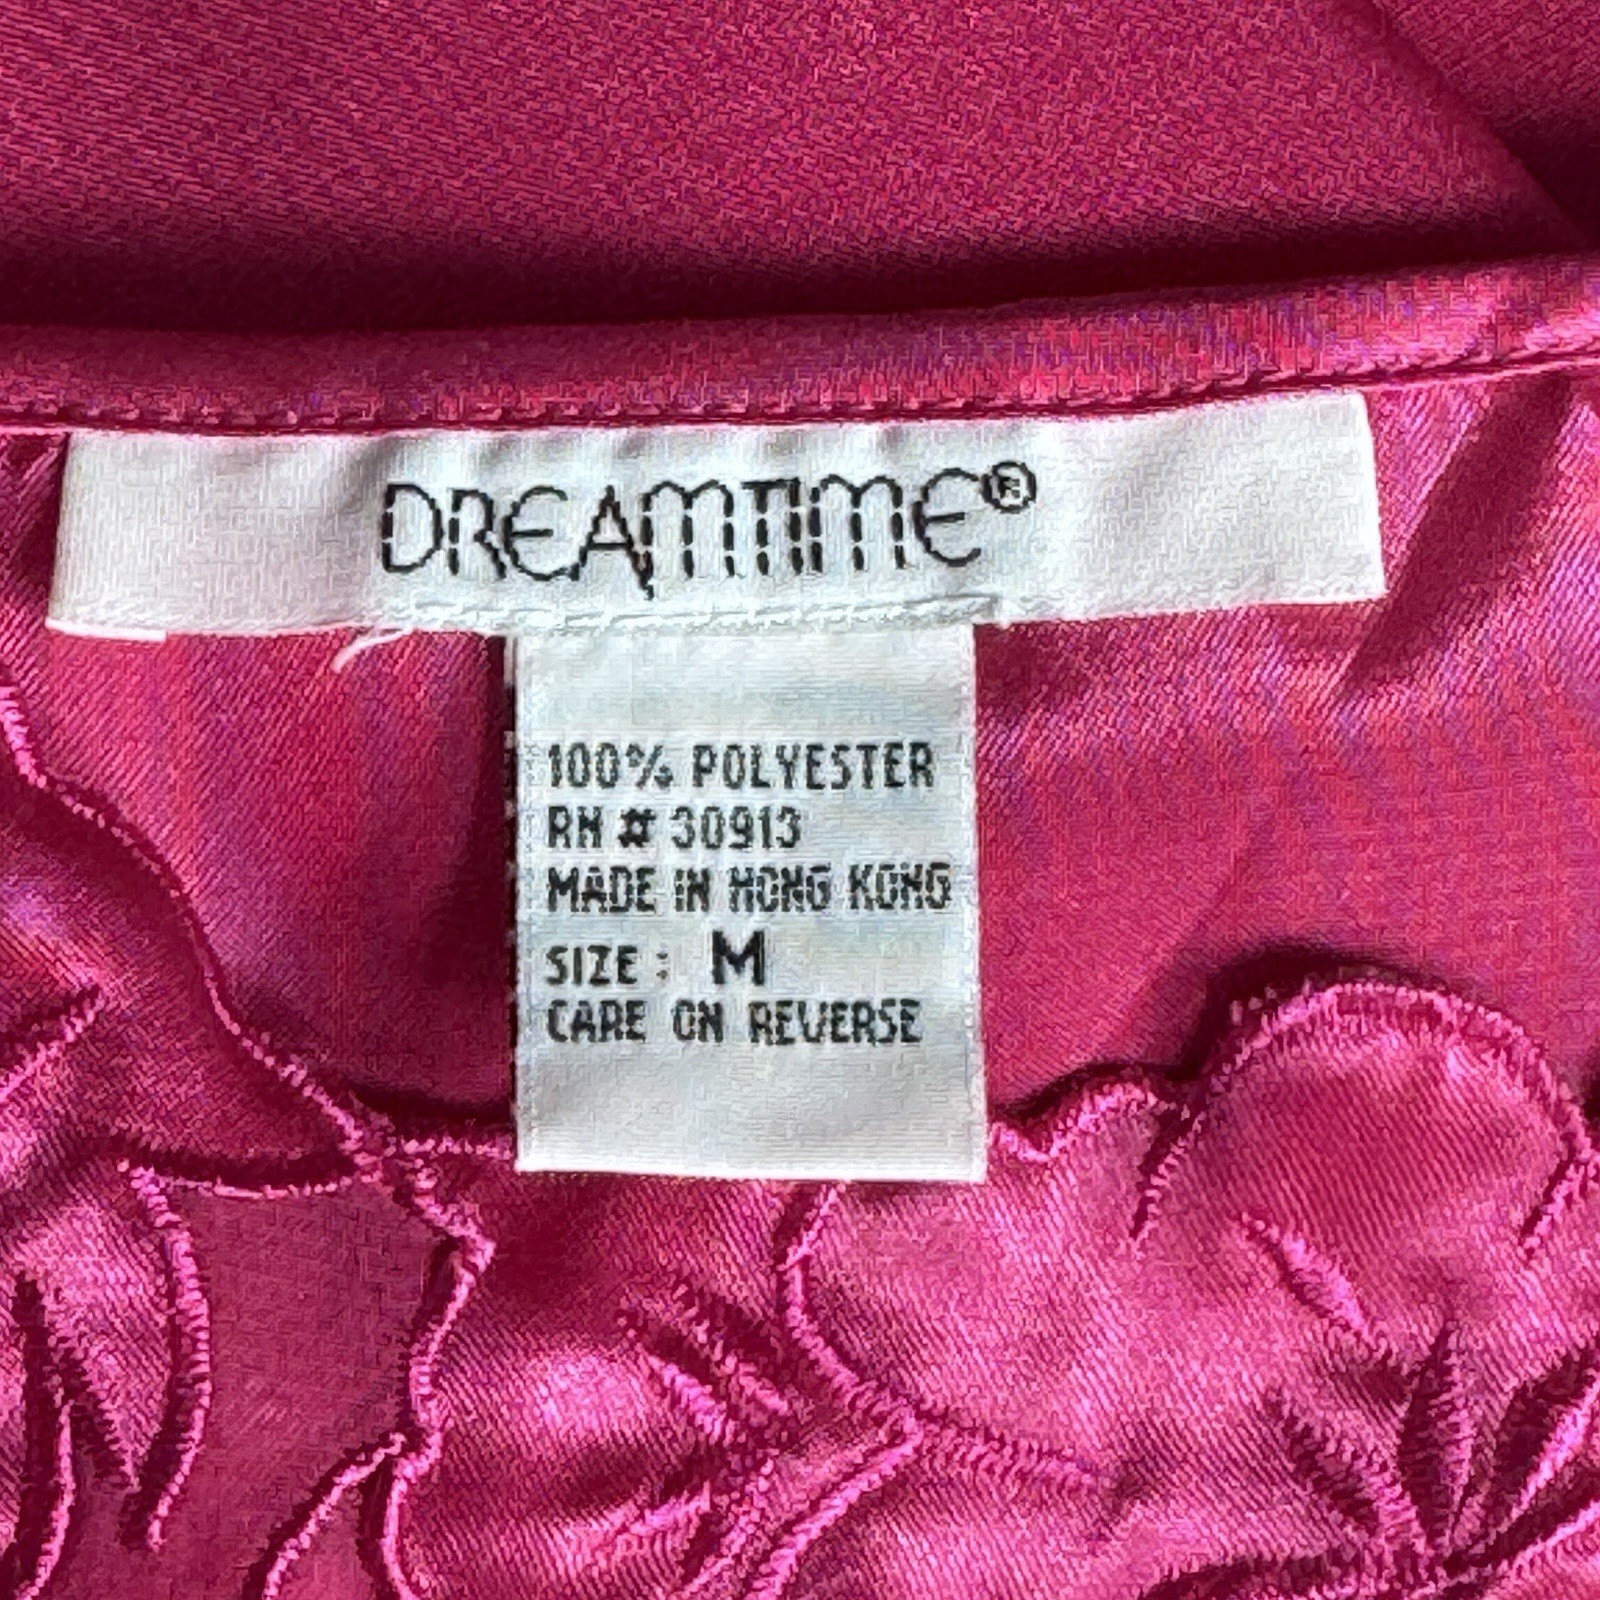 DREAMTIME®
100% POLYESTER
RN # 30913
MADE IN HONG KONG
SIZE : M
CARE ON REVERSE